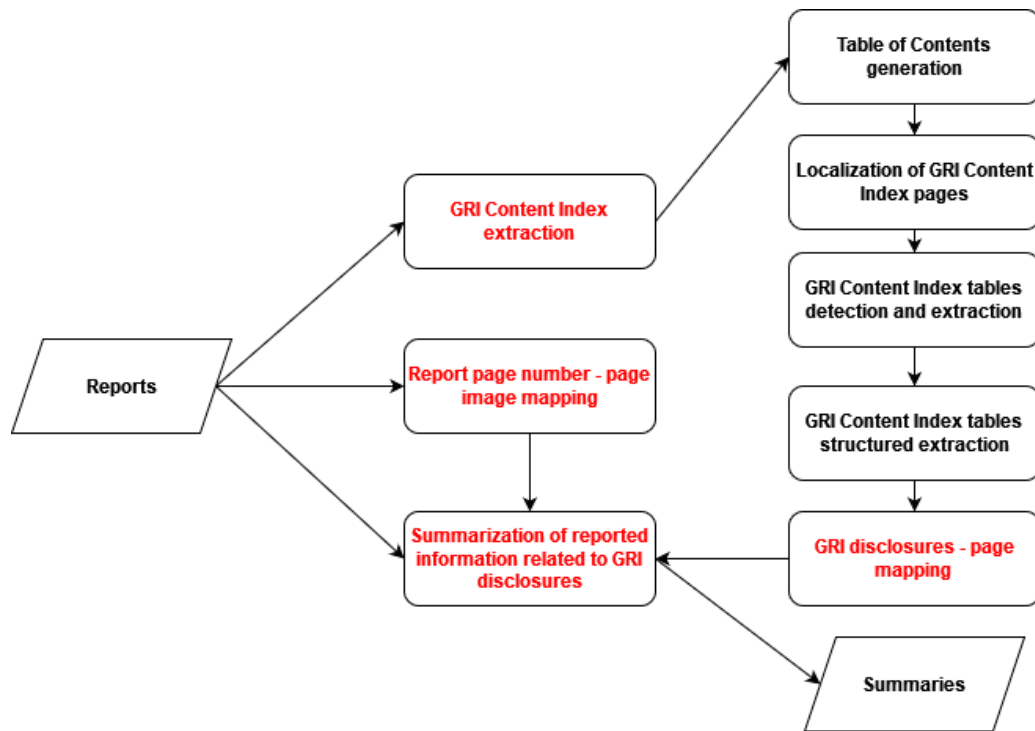 Table of Contents
generation
Localization of GRI Content
Index pages
GRI Content Index
extraction
GRI Content Index tables
detection and extraction
Reports
Report page number - page
image mapping
GRI Content Index tables
structured extraction
Summarization of reported
information related to GRI
disclosures
GRI disclosures - page
mapping
Summaries